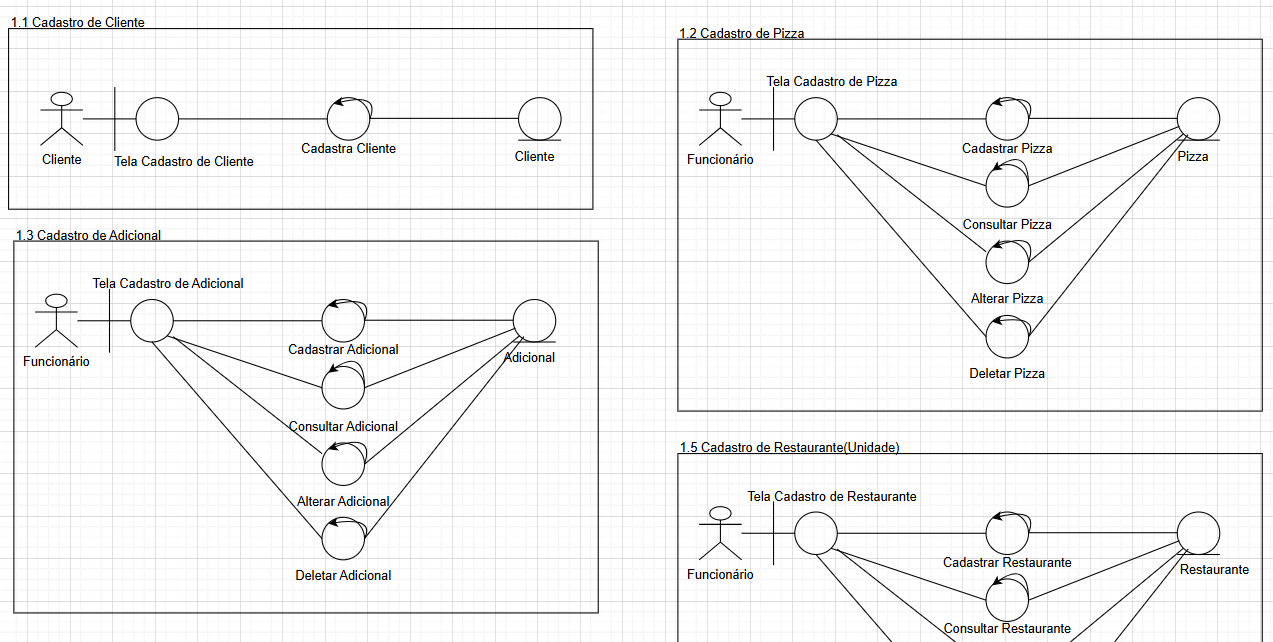 1.1 Cadastro de Cliente
Cliente
Tela Cadastro de Cliente
Cadastra Cliente
Cliente
1.2 Cadastro de Pizza
Tela Cadastro de Pizza
Funcionário
Cadastrar Pizza
Pizza
Consultar Pizza
Alterar Pizza
Deletar Pizza
1.3 Cadastro de Adicional
Tela Cadastro de Adicional
Funcionário
Cadastrar Adicional
Adicional
Consultar Adicional
Alterar Adicional
Deletar Adicional
1.5 Cadastro de Restaurante(Unidade)
Tela Cadastro de Restaurante
Funcionário
Cadastrar Restaurante
Restaurante
Consultar Restaurante